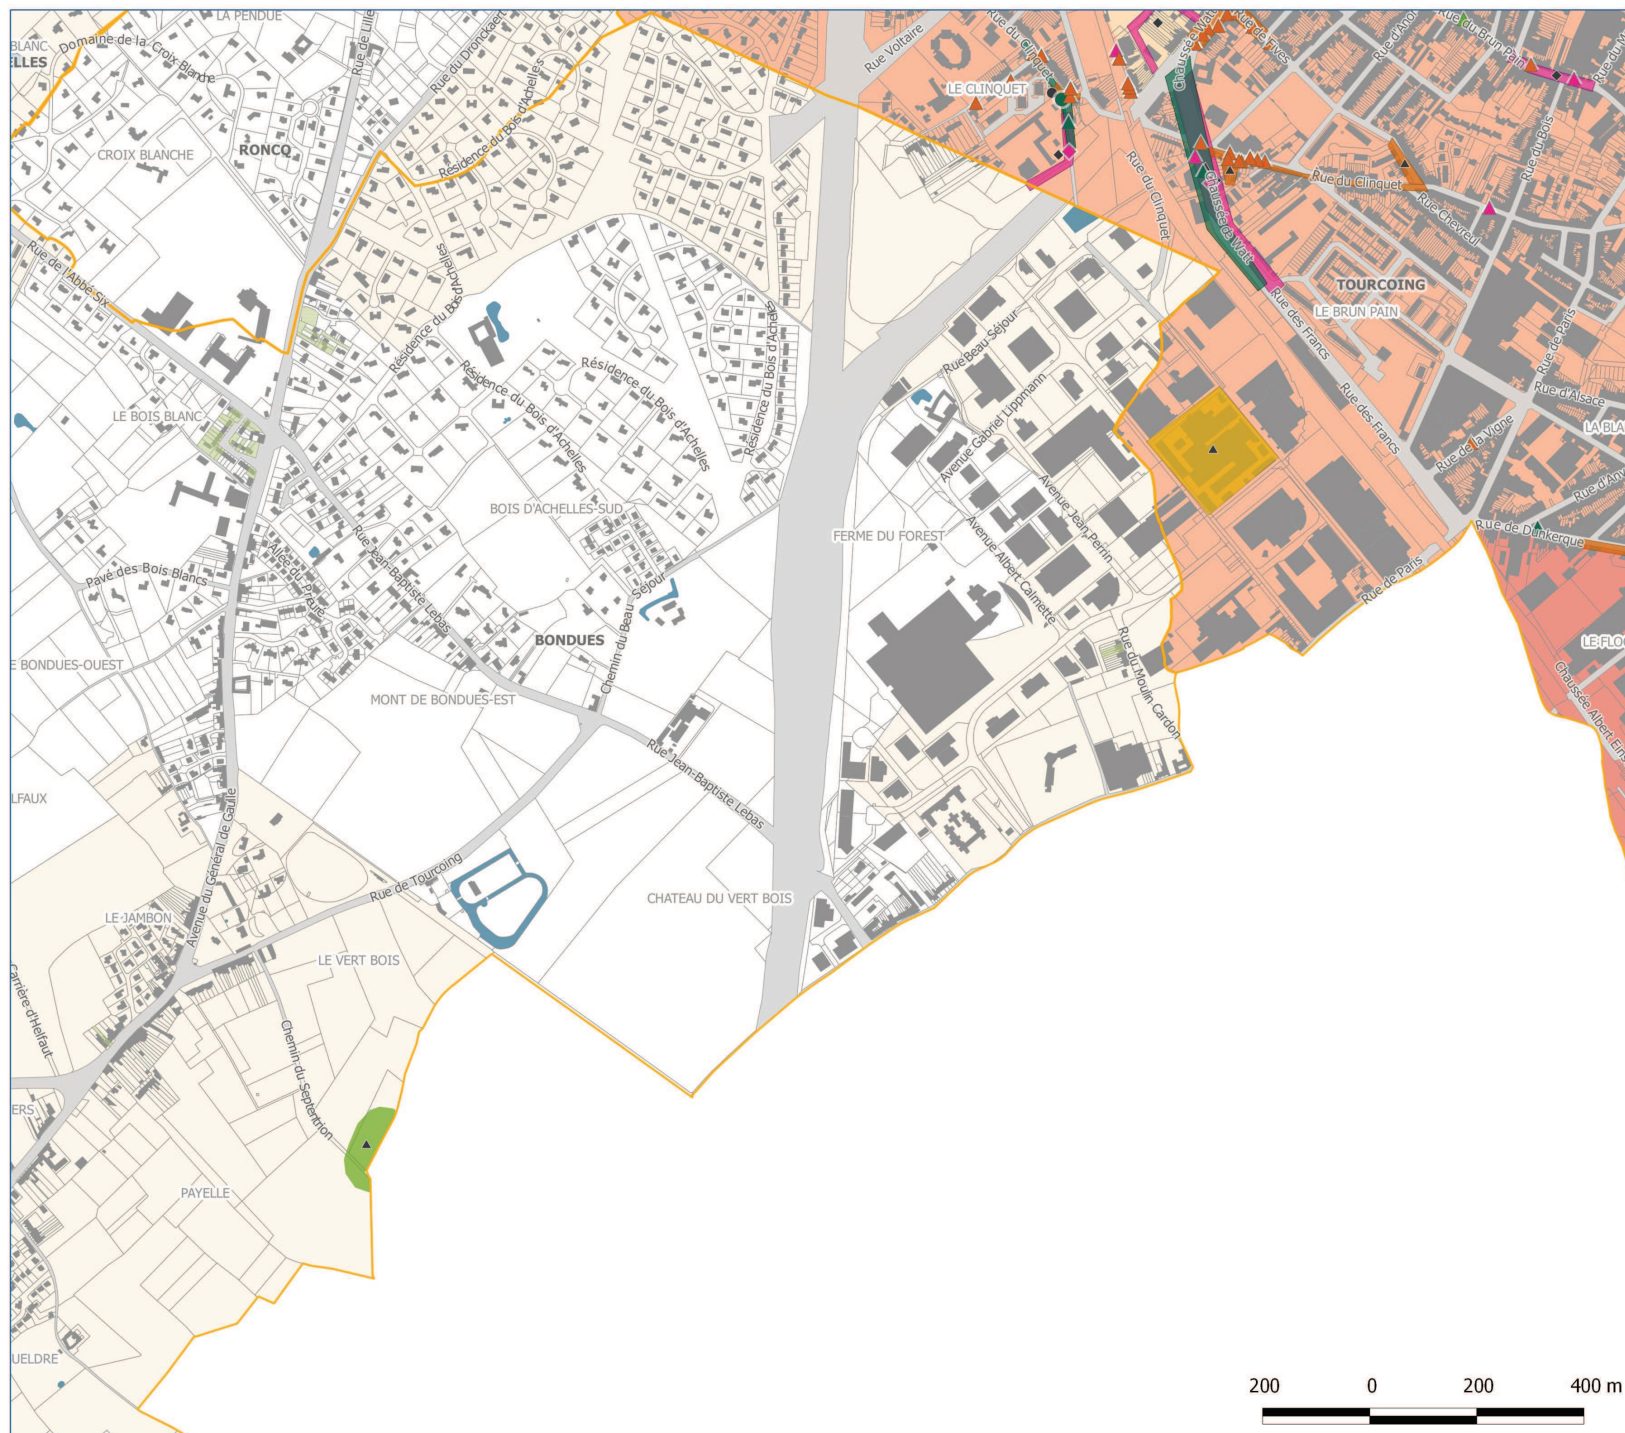 LA PENDUE
BLANC
ELLES
Domaine de la Croix Blanche
Rue de Lille
Rue du Dronckaert
Résidence du Bois d'Achelles
CROIX BLANCHE
RONCQ
Rue Voltaire
Rue du Clinquet
LE CLINQUET
Chaussée Watt
Rue de Rives
Rue du Brun Pain
Rue du Bois
Rue du Clinquet
Rue du Clinquet
Rue Chevreul
Chaussée de Watt
Rue de l'Abbé Six
Résidence du Bois d'Achelles
TOURCOING
LE BRUN PAIN
Rue des Francs
Rue de Paris
Rue Beau Séjour
Résidence du Bois d'Achelles
Résidence du Bois d'Achelles
Résidence du Bois d'Achelles
Avenue Gabriel Lippmann
Rue des Francs
Rue d'Alsace
LE BOIS BLANC
LA BLA
Rue de la Vigne
Rue d'Anv
BOIS D'ACHELLES-SUD
Avenue Jean Perrin
FERME DU FOREST
Avenue Albert Calmette
Rue de Dunkerque
Rue de Paris
Pavé des Bois Blancs
Allée du Prieuré
Rue Jean-Baptiste Lebas
Chemin du Beau Séjour
BONDUES
Rue du Moulin Cardon
LE FLO
E BONDUES-OUEST
MONT DE BONDUES-EST
Chaussée Albert Eins
Rue Jean-Baptiste Lebas
LFAUX
Avenue du Général de Gaulle
Rue de Tourcoing
CHATEAU DU VERT BOIS
LE JAMBON
LE VERT BOIS
Carrière d'Helfaut
Chemin du Septentrion
ERS
PAYELLE
UELDRE
200 0 200 400 m